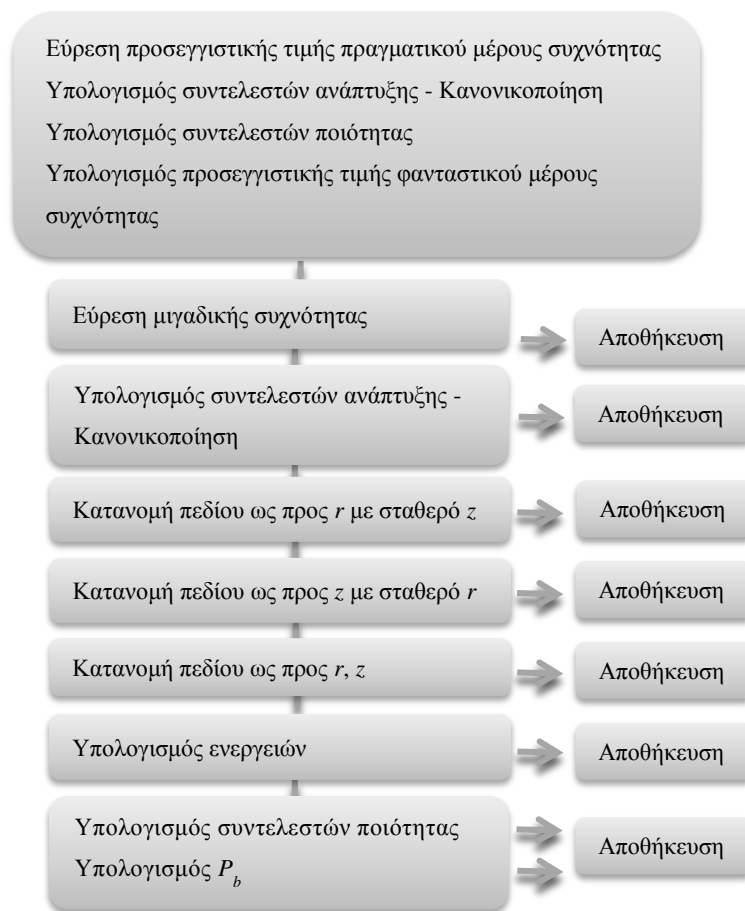 Εύρεση προσεγγιστικής τιμής πραγματικού μέρους συχνότητας
Υπολογισμός συντελεστών ανάπτυξης - Κανονικοποίηση
Υπολογισμός συντελεστών ποιότητας
Υπολογισμός προσεγγιστικής τιμής φανταστικού μέρους
συχνότητας
Εύρεση μιγαδικής συχνότητας
Αποθήκευση
Υπολογισμός συντελεστών ανάπτυξης -
Κανονικοποίηση
Αποθήκευση
Κατανομή πεδίου ως προς r με σταθερό z
Αποθήκευση
Κατανομή πεδίου ως προς z με σταθερό r
Αποθήκευση
Κατανομή πεδίου ως προς r, z
Αποθήκευση
Υπολογισμός ενεργειών
Αποθήκευση
Υπολογισμός συντελεστών ποιότητας
Υπολογισμός P_b
Αποθήκευση